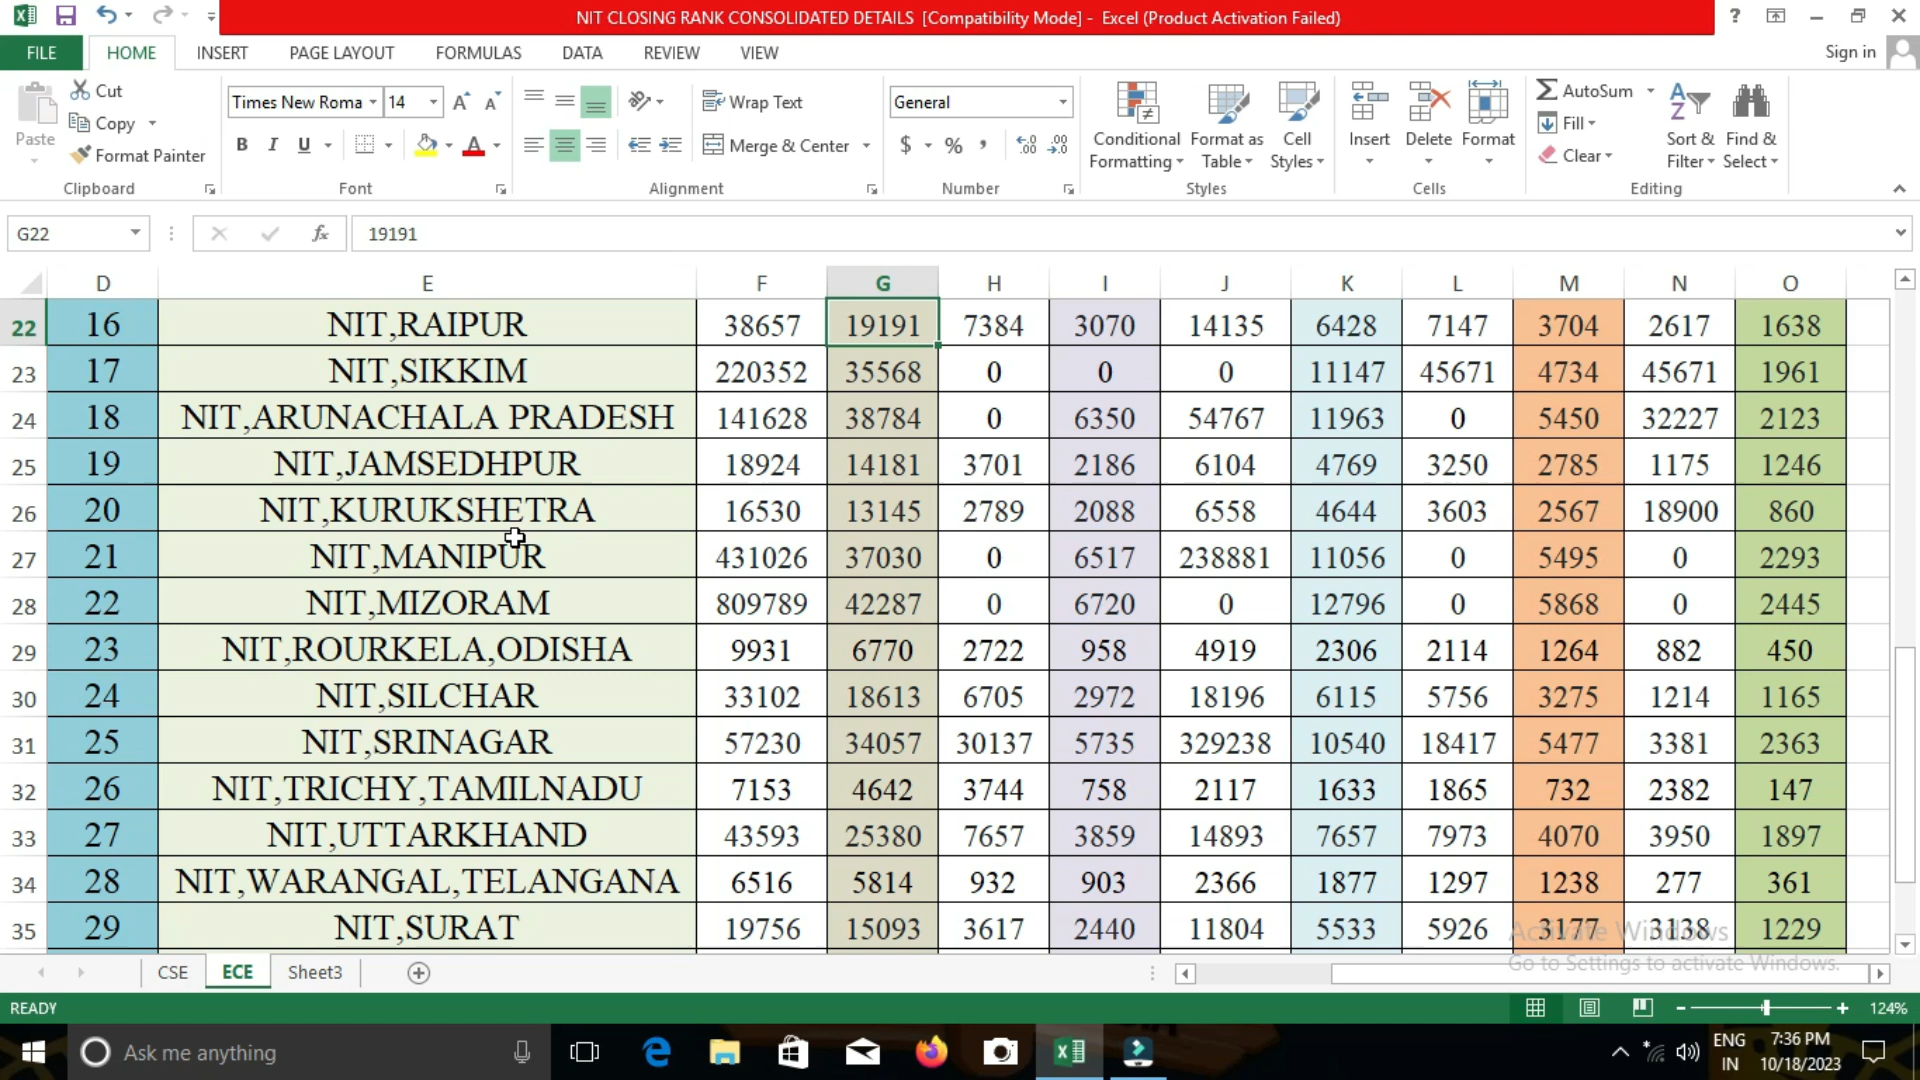 NIT CLOSING RANK CONSOLIDATED DETAILS [Compatibility Mode] - Excel (Product Activation Failed)
FILE HOME INSERT PAGE LAYOUT FORMULAS DATA REVIEW VIEW Sign in
Paste Cut Copy Format Painter Clipboard
Times New Roma 14 B I U A Font
Wrap Text Merge & Center Alignment
General $ % , Number
Conditional Formatting Format as Table Cell Styles Styles
Insert Delete Format Cells
AutoSum Fill Clear Sort & Filter Find & Select Editing
G22 fx 19191
D E F G H I J K L M N O
22 16 NIT,RAIPUR 38657 19191 7384 3070 14135 6428 7147 3704 2617 1638
23 17 NIT,SIKKIM 220352 35568 0 0 0 11147 45671 4734 45671 1961
24 18 NIT,ARUNACHALA PRADESH 141628 38784 0 6350 54767 11963 0 5450 32227 2123
25 19 NIT,JAMSEDHPUR 18924 14181 3701 2186 6104 4769 3250 2785 1175 1246
26 20 NIT,KURUKSHETRA 16530 13145 2789 2088 6558 4644 3603 2567 18900 860
27 21 NIT,MANIPUR 431026 37030 0 6517 238881 11056 0 5495 0 2293
28 22 NIT,MIZORAM 809789 42287 0 6720 0 12796 0 5868 0 2445
29 23 NIT,ROURKELA,ODISHA 9931 6770 2722 958 4919 2306 2114 1264 882 450
30 24 NIT,SILCHAR 33102 18613 6705 2972 18196 6115 5756 3275 1214 1165
31 25 NIT,SRINAGAR 57230 34057 30137 5735 329238 10540 18417 5477 3381 2363
32 26 NIT,TRICHY,TAMILNADU 7153 4642 3744 758 2117 1633 1865 732 2382 147
33 27 NIT,UTTARKHAND 43593 25380 7657 3859 14893 7657 7973 4070 3950 1897
34 28 NIT,WARANGAL,TELANGANA 6516 5814 932 903 2366 1877 1297 1238 277 361
35 29 NIT,SURAT 19756 15093 3617 2440 11804 5533 5926 3177 3138 1229
Activate Windows
Go to Settings to activate Windows.
CSE ECE Sheet3
READY 124%
Ask me anything ENG 7:36 PM
IN 10/18/2023